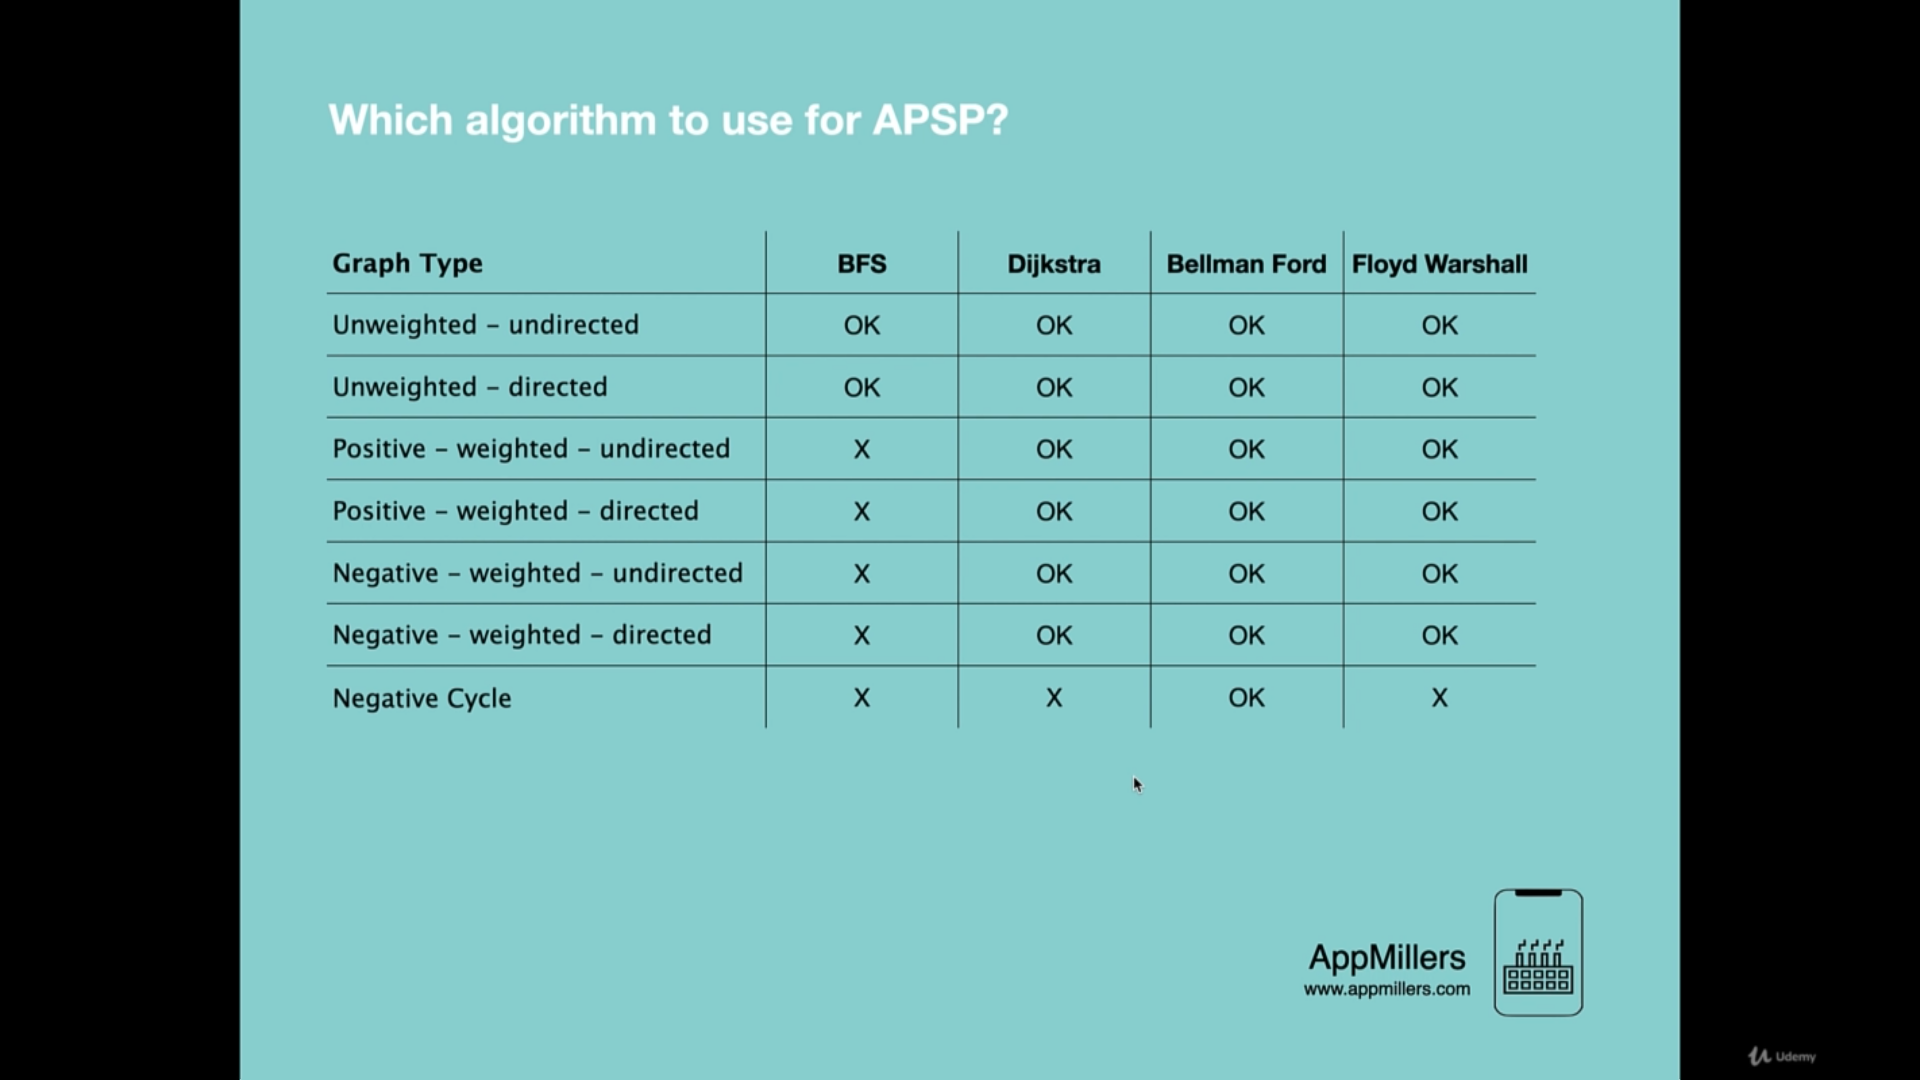 Which algorithm to use for APSP?
Graph Type BFS Dijkstra Bellman Ford Floyd Warshall
Unweighted – undirected OK OK OK OK
Unweighted – directed OK OK OK OK
Positive – weighted – undirected X OK OK OK
Positive – weighted – directed X OK OK OK
Negative – weighted – undirected X OK OK OK
Negative – weighted – directed X OK OK OK
Negative Cycle X X OK X
AppMillers
www.appmillers.com
Udemy